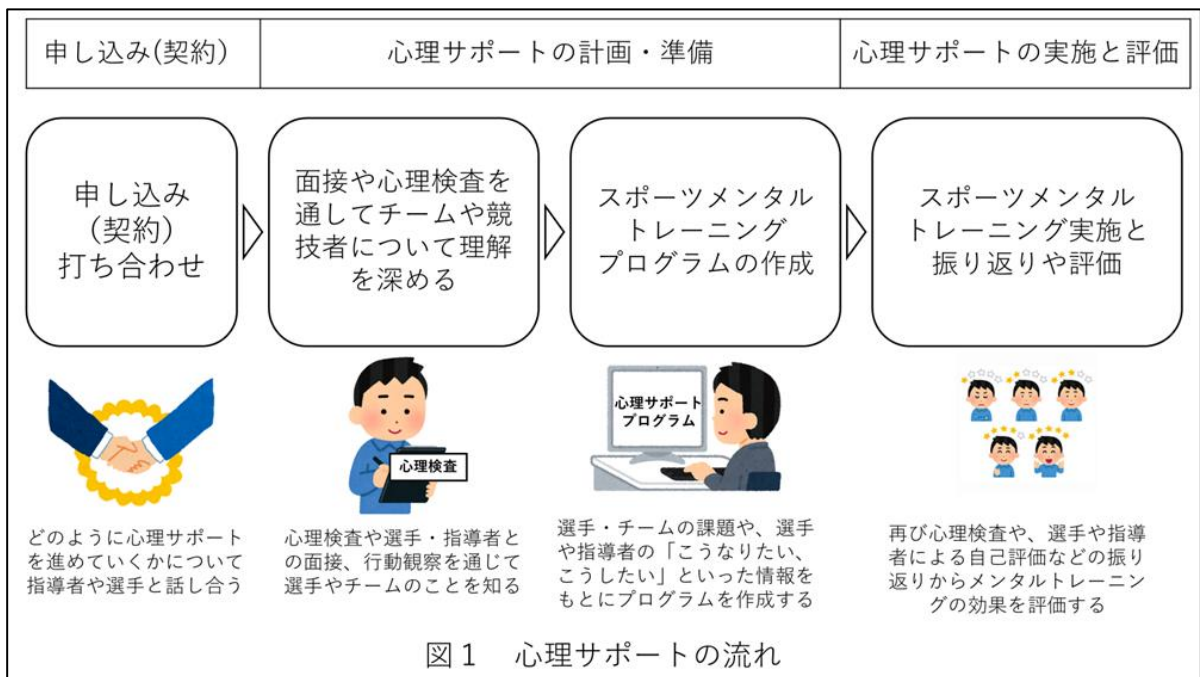 申し込み(契約)
心理サポートの計画・準備
心理サポートの実施と評価
申し込み
(契約)
打ち合わせ
面接や心理検査を
通してチームや競
技者について理解
を深める
スポーツメンタル
トレーニング
プログラムの作成
スポーツメンタル
トレーニング実施と
振り返りや評価
心理検査
心理サポート
プログラム
どのように心理サポート
を進めていくかについて
指導者や選手と話し合う
心理検査や選手・指導者と
の面接、行動観察を通じて
選手やチームのことを知る
選手・チームの課題や、選手
や指導者の「こうなりたい、
こうしたい」といった情報を
もとにプログラムを作成する
再び心理検査や、選手や指導
者による自己評価などの振り
返りからメンタルトレーニン
グの効果を評価する
図1 心理サポートの流れ